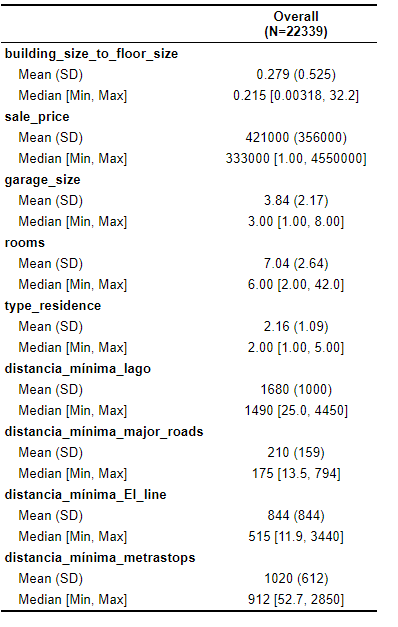 Overall
(N=22339)
building_size_to_floor_size
Mean (SD) 0.279 (0.525)
Median [Min, Max] 0.215 [0.00318, 32.2]
sale_price
Mean (SD) 421000 (356000)
Median [Min, Max] 333000 [1.00, 4550000]
garage_size
Mean (SD) 3.84 (2.17)
Median [Min, Max] 3.00 [1.00, 8.00]
rooms
Mean (SD) 7.04 (2.64)
Median [Min, Max] 6.00 [2.00, 42.0]
type_residence
Mean (SD) 2.16 (1.09)
Median [Min, Max] 2.00 [1.00, 5.00]
distancia_mínima_lago
Mean (SD) 1680 (1000)
Median [Min, Max] 1490 [25.0, 4450]
distancia_mínima_major_roads
Mean (SD) 210 (159)
Median [Min, Max] 175 [13.5, 794]
distancia_mínima_El_line
Mean (SD) 844 (844)
Median [Min, Max] 515 [11.9, 3440]
distancia_mínima_metrastops
Mean (SD) 1020 (612)
Median [Min, Max] 912 [52.7, 2850]